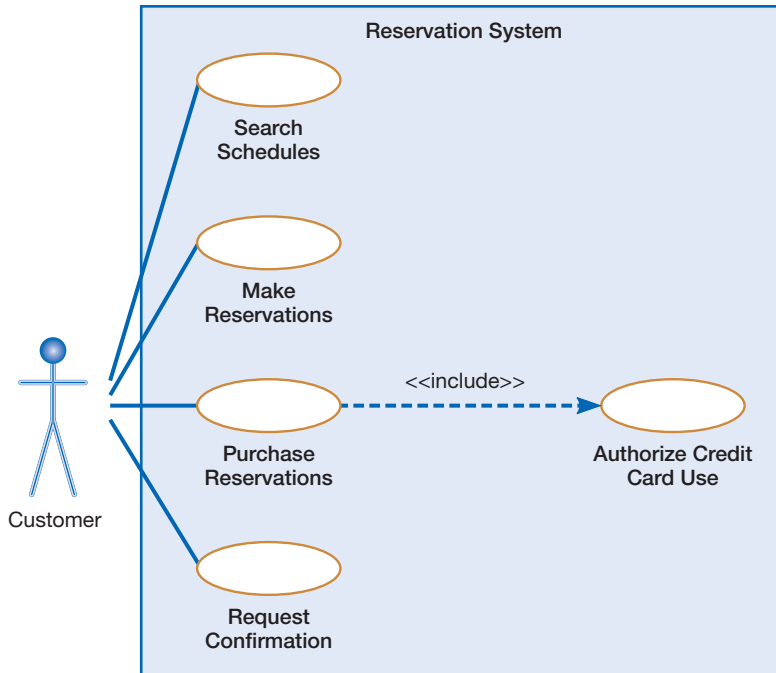 Reservation System
Search
Schedules
Make
Reservations
<<include>>
Purchase
Reservations
Authorize Credit
Card Use
Customer
Request
Confirmation